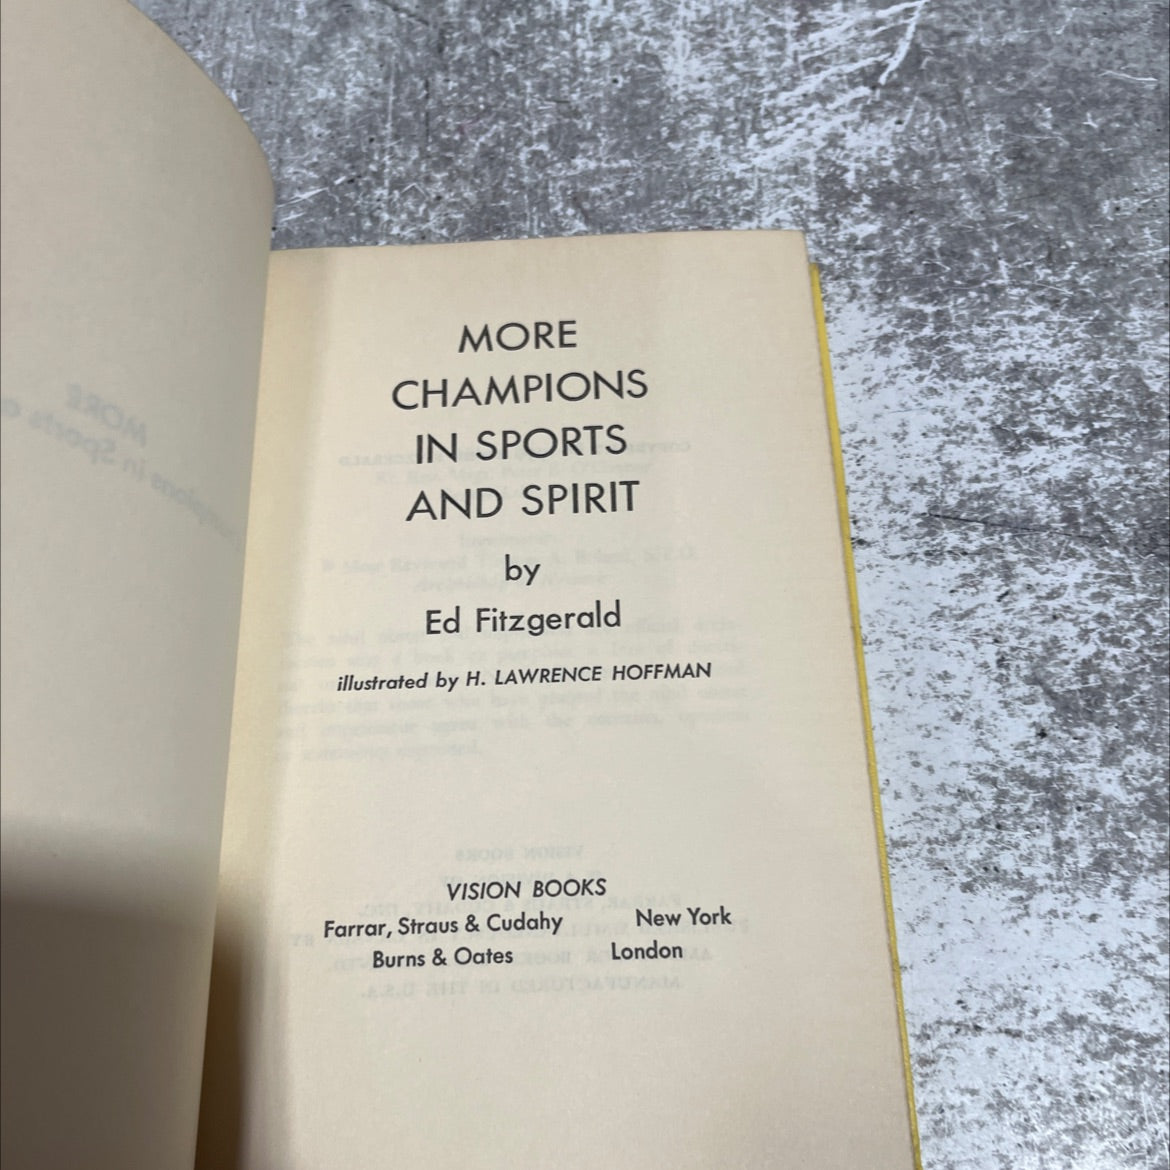 MORE
CHAMPIONS
IN SPORTS
AND SPIRIT
by
Ed Fitzgerald
illustrated by H. LAWRENCE HOFFMAN
VISION BOOKS
Farrar, Straus & Cudahy New York
Burns & Oates London